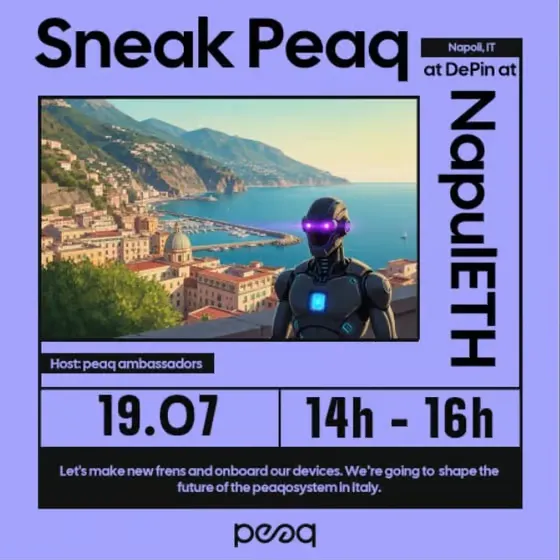 Sneak Peaq
Napoli, IT
at DePin at
NapulETH
Host: peaq ambassadors
19.07
14h - 16h
Let's make new frens and onboard our devices. We're going to shape the
future of the peaqosystem in Italy.
peaq